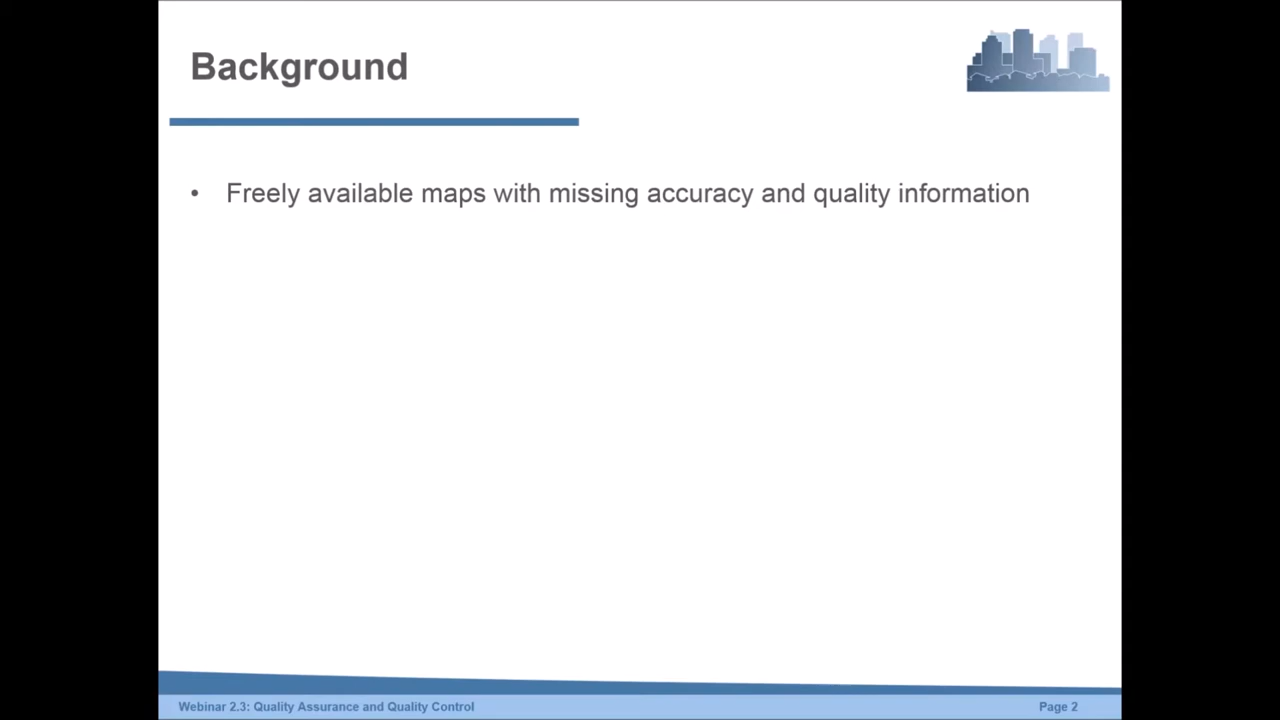 Background
• Freely available maps with missing accuracy and quality information
Webinar 2.3: Quality Assurance and Quality Control
Page 2